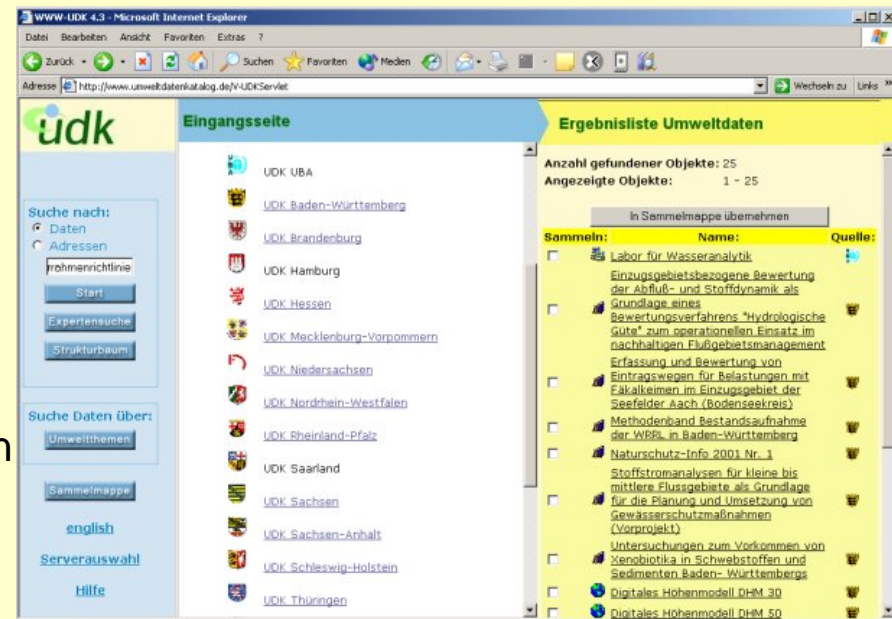 WWW-UDK 4.3 - Microsoft Internet Explorer
Datei Bearbeiten Ansicht Favoriten Extras ?
Zurück Suchen Favoriten Medien
Adresse http://www.umweltdatenkatalog.de/V-UDKServlet Wechseln zu Links »
udk
Suche nach:
Daten
Adressen
rahmenrichtlinie
Start
Expertensuche
Strukturbaum
Suche Daten über:
Umweltthemen
n
Sammelmappe
english
Serverauswahl
Hilfe
Eingangsseite
UDK UBA
UDK Baden-Württemberg
UDK Brandenburg
UDK Hamburg
UDK Hessen
UDK Mecklenburg-Vorpommern
UDK Niedersachsen
UDK Nordrhein-Westfalen
UDK Rheinland-Pfalz
UDK Saarland
UDK Sachsen
UDK Sachsen-Anhalt
UDK Schleswig-Holstein
UDK Thüringen
Ergebnisliste Umweltdaten
Anzahl gefundener Objekte: 25
Angezeigte Objekte: 1 - 25
In Sammelmappe übernehmen
Sammeln: Name: Quelle:
Labor für Wasseranalytik
Einzugsgebietsbezogene Bewertung
der Abfluß- und Stoffdynamik als
Grundlage eines
Bewertungsverfahrens "Hydrologische
Güte" zum operationellen Einsatz im
nachhaltigen Flußgebietsmanagement
Erfassung und Bewertung von
Eintragswegen für Belastungen mit
Fäkalkeimen im Einzugsgebiet der
Seefelder Aach (Bodenseekreis)
Methodenband Bestandsaufnahme
der WRRL in Baden-Württemberg
Naturschutz-Info 2001 Nr. 1
Stoffstromanalysen für kleine bis
mittlere Flussgebiete als Grundlage
für die Planung und Umsetzung von
Gewässerschutzmaßnahmen
(Vorprojekt)
Untersuchungen zum Vorkommen von
Xenobiotika in Schwebstoffen und
Sedimenten Baden- Württembergs
Digitales Höhenmodell DHM 30
Digitales Höhenmodell DHM 50